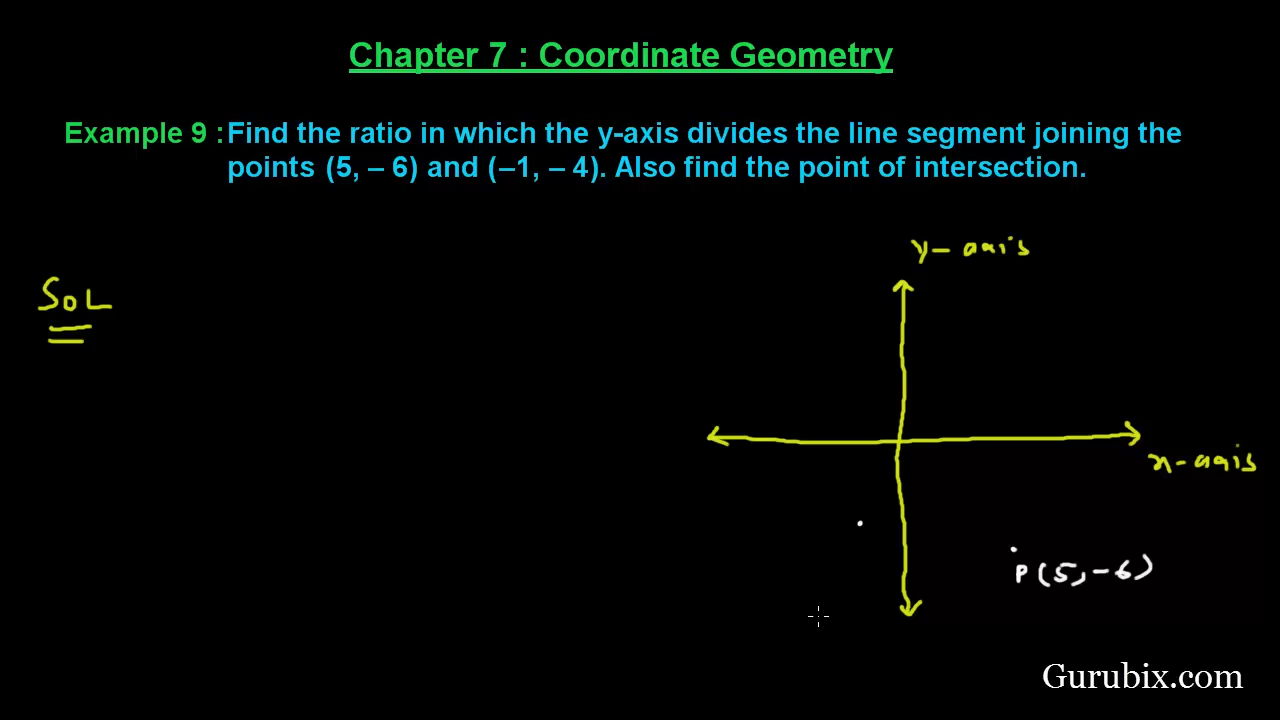 Chapter 7 : Coordinate Geometry
Example 9 : Find the ratio in which the y-axis divides the line segment joining the
points (5, – 6) and (–1, – 4). Also find the point of intersection.
y- axis
SOL
x-axis
P(5,-6)
Gurubix.com